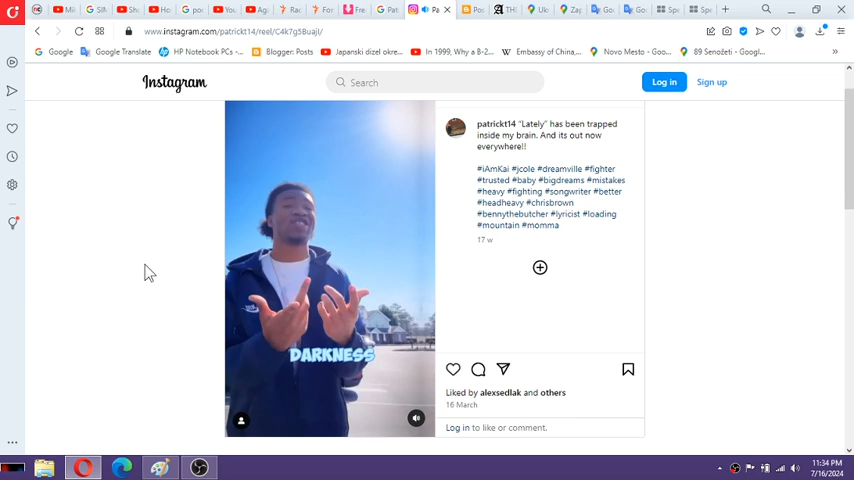 www.instagram.com/patrickt14/reel/C4k7g5BuajI/
Google
Google Translate
HP Notebook PCs -...
Blogger: Posts
Japanski dizel okre...
In 1999; Why a B-2...
Embassy of China,...
Novo Mesto – Goo...
89 Senožeti - Googl...
Instagram
Search
Log in
Sign up
patrickt14 "Lately" has been trapped
inside my brain. And its out now
everywhere!!
#iAmKai #jcole #dreamville #fighter
#trusted #baby #bigdreams #mistakes
#heavy #fighting #songwriter #better
#headheavy #chrisbrown
#bennythebutcher #lyricist #loading
#mountain #momma
17 w
DARKNESS
Liked by alexsedlak and others
16 March
Log in to like or comment.
11:34 PM
7/16/2024